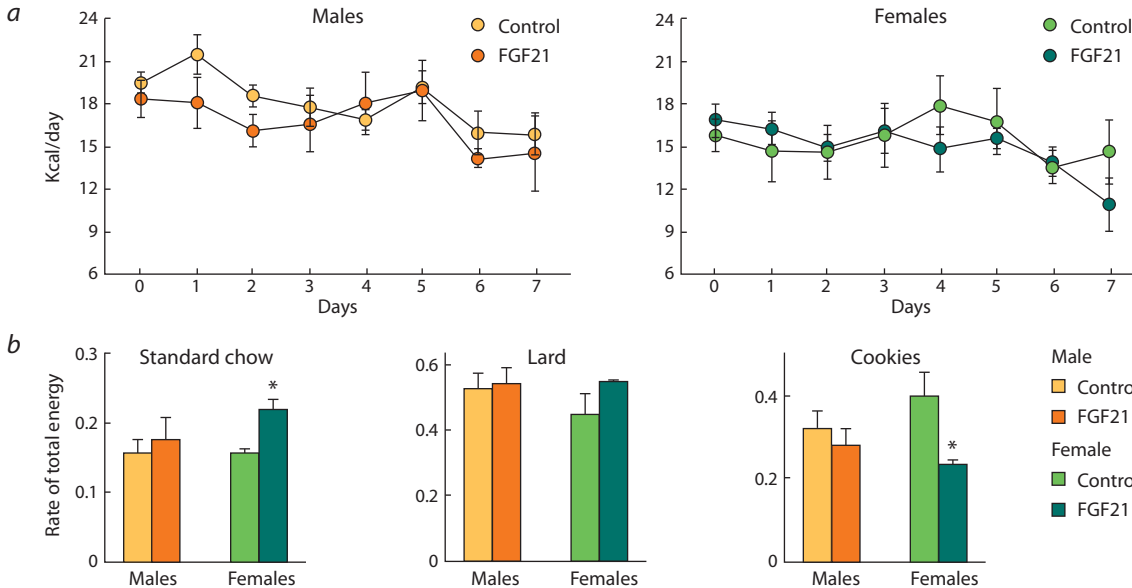 a
Males
Control
FGF21
Kcal/day
24
21
18
15
12
9
6
0 1 2 3 4 5 6 7
Days
Females
Control
FGF21
24
21
18
15
12
9
6
0 1 2 3 4 5 6 7
Days
b
Rate of total energy
Standard chow
0.3
0.2
0.1
0
*
Males Females
Lard
0.6
0.4
0.2
0
Males Females
Cookies
0.4
0.2
0
*
Males Females
Male
Control
FGF21
Female
Control
FGF21